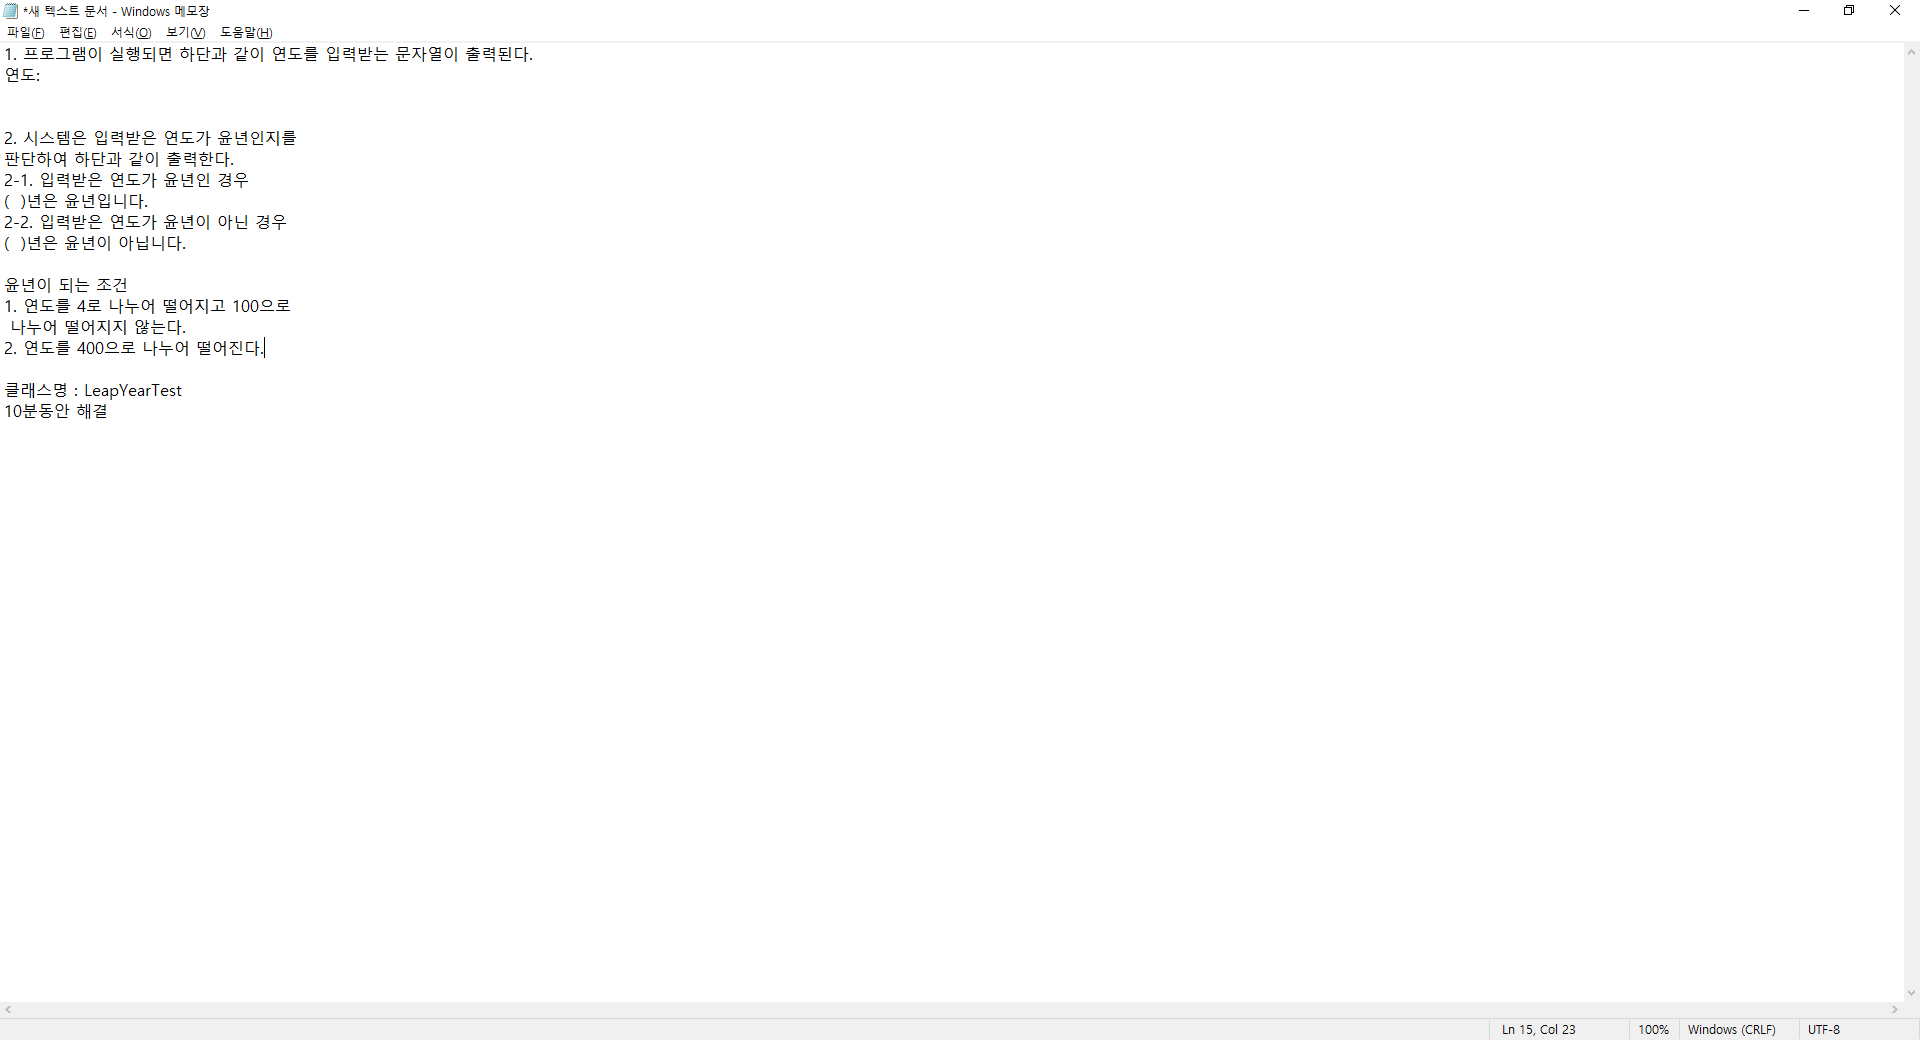 *새 텍스트 문서 - Windows 메모장
파일(F) 편집(E) 서식(O) 보기(V) 도움말(H)
1. 프로그램이 실행되면 하단과 같이 연도를 입력받는 문자열이 출력된다.
연도:
2. 시스템은 입력받은 연도가 윤년인지를
판단하여 하단과 같이 출력한다.
2-1. 입력받은 연도가 윤년인 경우
(  )년은 윤년입니다.
2-2. 입력받은 연도가 윤년이 아닌 경우
(  )년은 윤년이 아닙니다.
윤년이 되는 조건
1. 연도를 4로 나누어 떨어지고 100으로
나누어 떨어지지 않는다.
2. 연도를 400으로 나누어 떨어진다.
클래스명 : LeapYearTest
10분동안 해결
Ln 15, Col 23 100% Windows (CRLF) UTF-8